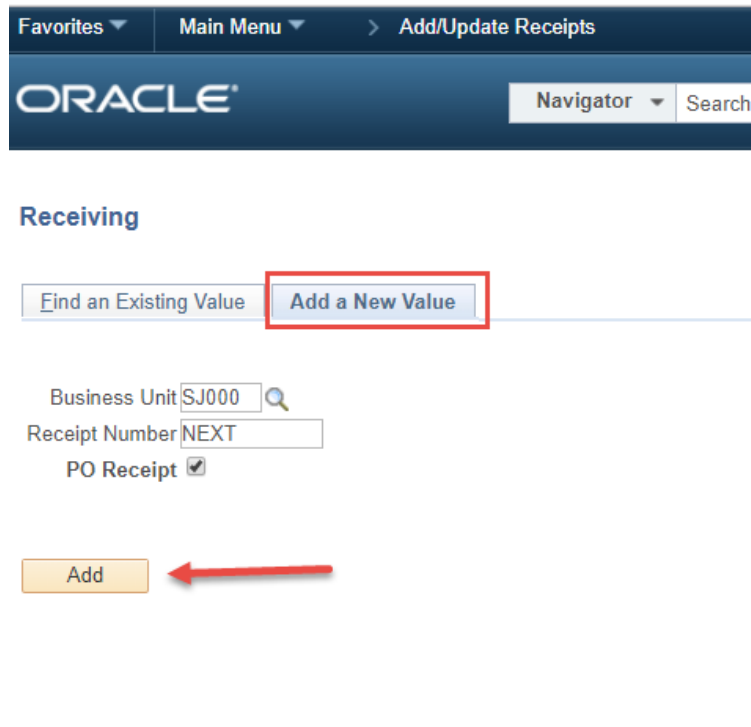 Favorites Main Menu > Add/Update Receipts
ORACLE
Navigator Search
Receiving
Find an Existing Value Add a New Value
Business Unit SJ000
Receipt Number NEXT
PO Receipt
Add